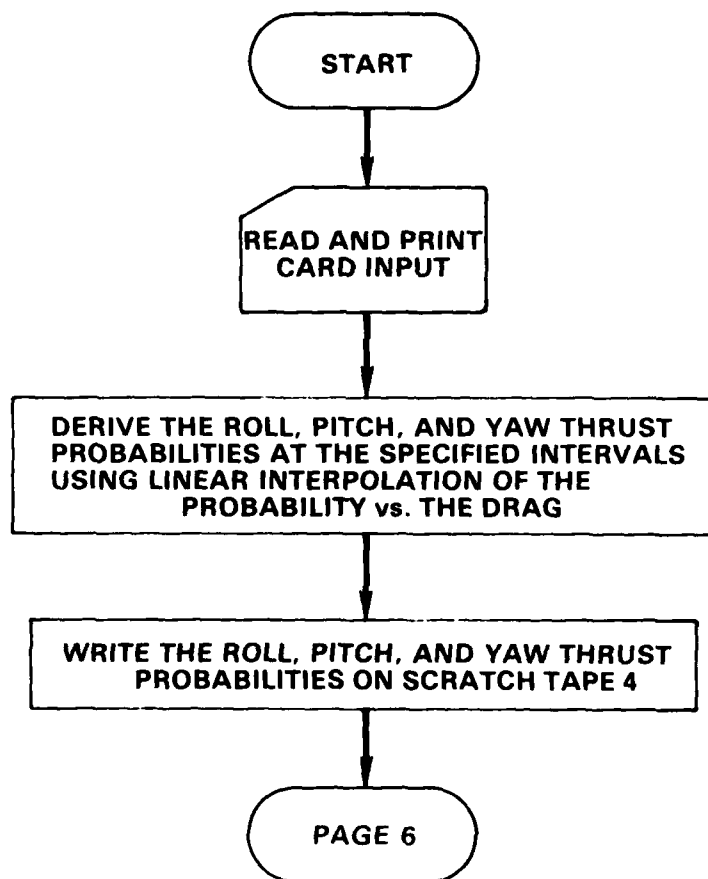 START
READ AND PRINT
CARD INPUT
DERIVE THE ROLL, PITCH, AND YAW THRUST
PROBABILITIES AT THE SPECIFIED INTERVALS
USING LINEAR INTERPOLATION OF THE
PROBABILITY vs. THE DRAG
WRITE THE ROLL, PITCH, AND YAW THRUST
PROBABILITIES ON SCRATCH TAPE 4
PAGE 6